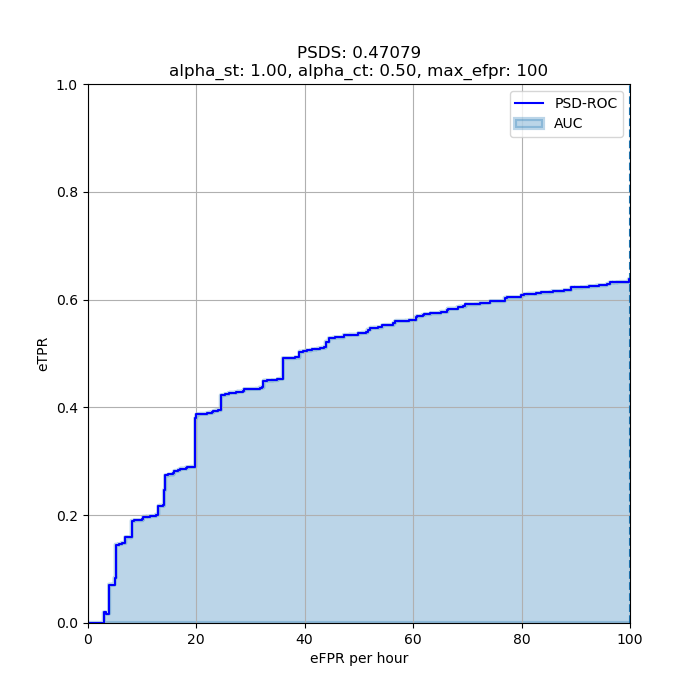 PSDS: 0.47079
alpha_st: 1.00, alpha_ct: 0.50, max_efpr: 100
PSD-ROC
AUC
1.0
0.8
0.6
0.4
0.2
0.0
eTPR
0 20 40 60 80 100
eFPR per hour